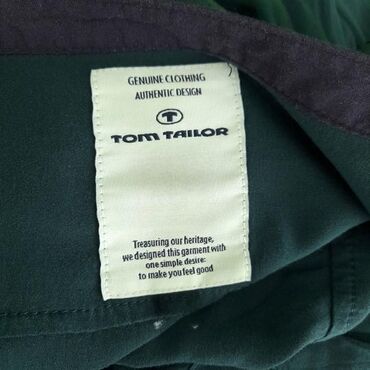 GENUINE CLOTHING
AUTHENTIC DESIGN
T
TOM TAILOR
Treasuring our heritage,
we designed this garment with
one simple desire:
to make you feel good